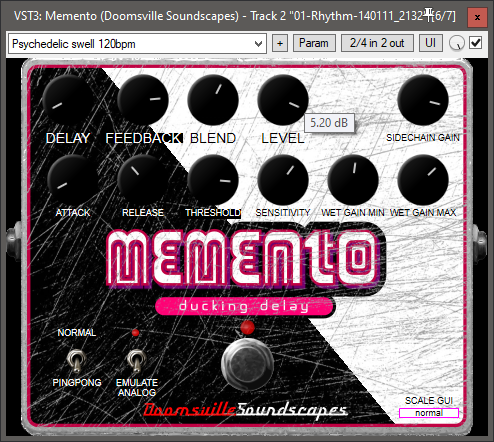 VST3: Memento (Doomsville Soundscapes) - Track 2 "01-Rhythm-140111_2132"[6/7]
x
Psychedelic swell 120bpm
+
Param
2/4 in 2 out
UI
DELAY
FEEDBACK
BLEND
LEVEL
5.20 dB
SIDECHAIN GAIN
ATTACK
RELEASE
THRESHOLD
SENSITIVITY
WET GAIN MIN
WET GAIN MAX
MEMENtO
ducking delay
NORMAL
PINGPONG
EMULATE
ANALOG
DoomsvilleSoundscapes
SCALE GUI
normal